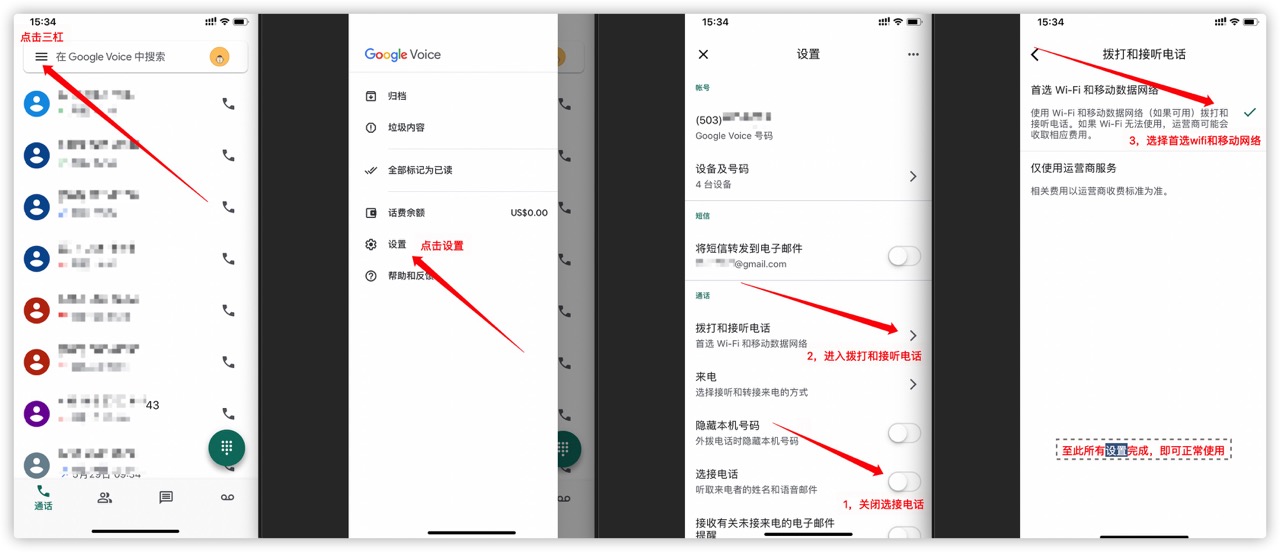 15:34
点击三杠
在 Google Voice 中搜索
43
5月29日 09:34
通话
Google Voice
归档
垃圾内容
全部标记为已读
话费余额 US$0.00
设置 点击设置
帮助和反馈
15:34
设置
帐号
(503)
Google Voice 号码
设备及号码
4 台设备
短信
将短信转发到电子邮件
@gmail.com
通话
拨打和接听电话
首选 Wi-Fi 和移动数据网络
2，进入拨打和接听电话
来电
选择接听和转接来电的方式
隐藏本机号码
外拨电话时隐藏本机号码
选接电话
听取来电者的姓名和语音邮件
1，关闭选接电话
接收有关未接来电的电子邮件
提醒
15:34
拨打和接听电话
首选 Wi-Fi 和移动数据网络
使用 Wi-Fi 和移动数据网络（如果可用）拨打和
接听电话。如果 Wi-Fi 无法使用，运营商可能会
收取相应费用。
3，选择首选wifi和移动网络
仅使用运营商服务
相关费用以运营商收费标准为准。
至此所有设置完成，即可正常使用